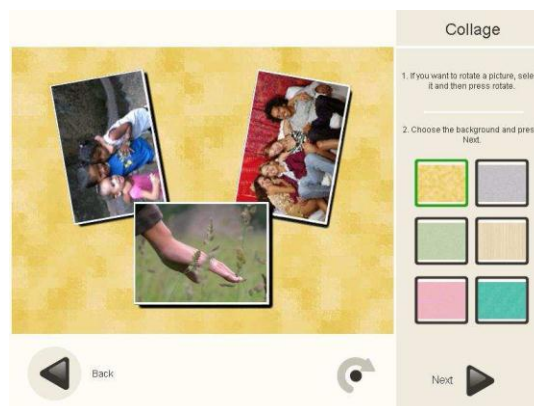 Collage
1. If you want to rotate a picture, sele
it and then press rotate.
2. Choose the background and pres
Next.
Back
Next